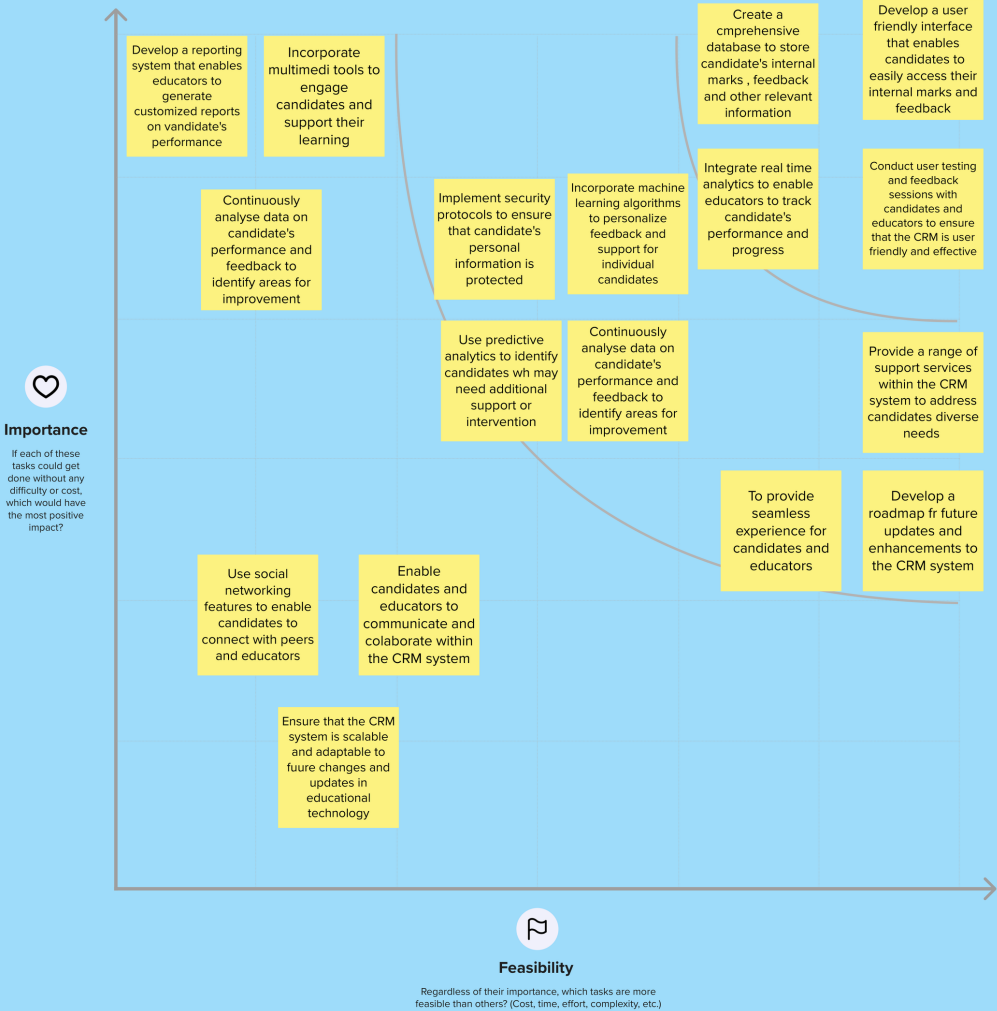 Develop a reporting
system that enables
educators to
generate
customized reports
on vandidate's
performance
Incorporate
multimedi tools to
engage
candidates and
support their
learning
Create a
cmprehensive
database to store
candidate's internal
marks , feedback
and other relevant
information
Develop a user
friendly interface
that enables
candidates to
easily access their
internal marks and
feedback
Continuously
analyse data on
candidate's
performance and
feedback to
identify areas for
improvement
Implement security
protocols to ensure
that candidate's
personal
information is
protected
Incorporate machine
learning algorithms
to personalize
feedback and
support for
individual
candidates
Integrate real time
analytics to enable
educators to track
candidate's
performance and
progress
Conduct user testing
and feedback
sessions with
candidates and
educators to ensure
that the CRM is user
friendly and effective
Use predictive
analytics to identify
candidates wh may
need additional
support or
intervention
Continuously
analyse data on
candidate's
performance and
feedback to
identify areas for
improvement
Provide a range of
support services
within the CRM
system to address
candidates diverse
needs
Importance
If each of these
tasks could get
done without any
difficulty or cost,
which would have
the most positive
impact?
To provide
seamless
experience for
candidates and
educators
Develop a
roadmap fr future
updates and
enhancements to
the CRM system
Use social
networking
features to enable
candidates to
connect with peers
and educators
Enable
candidates and
educators to
communicate and
colaborate within
the CRM system
Ensure that the CRM
system is scalable
and adaptable to
fuure changes and
updates in
educational
technology
Feasibility
Regardless of their importance, which tasks are more
feasible than others? (Cost, time, effort, complexity, etc.)